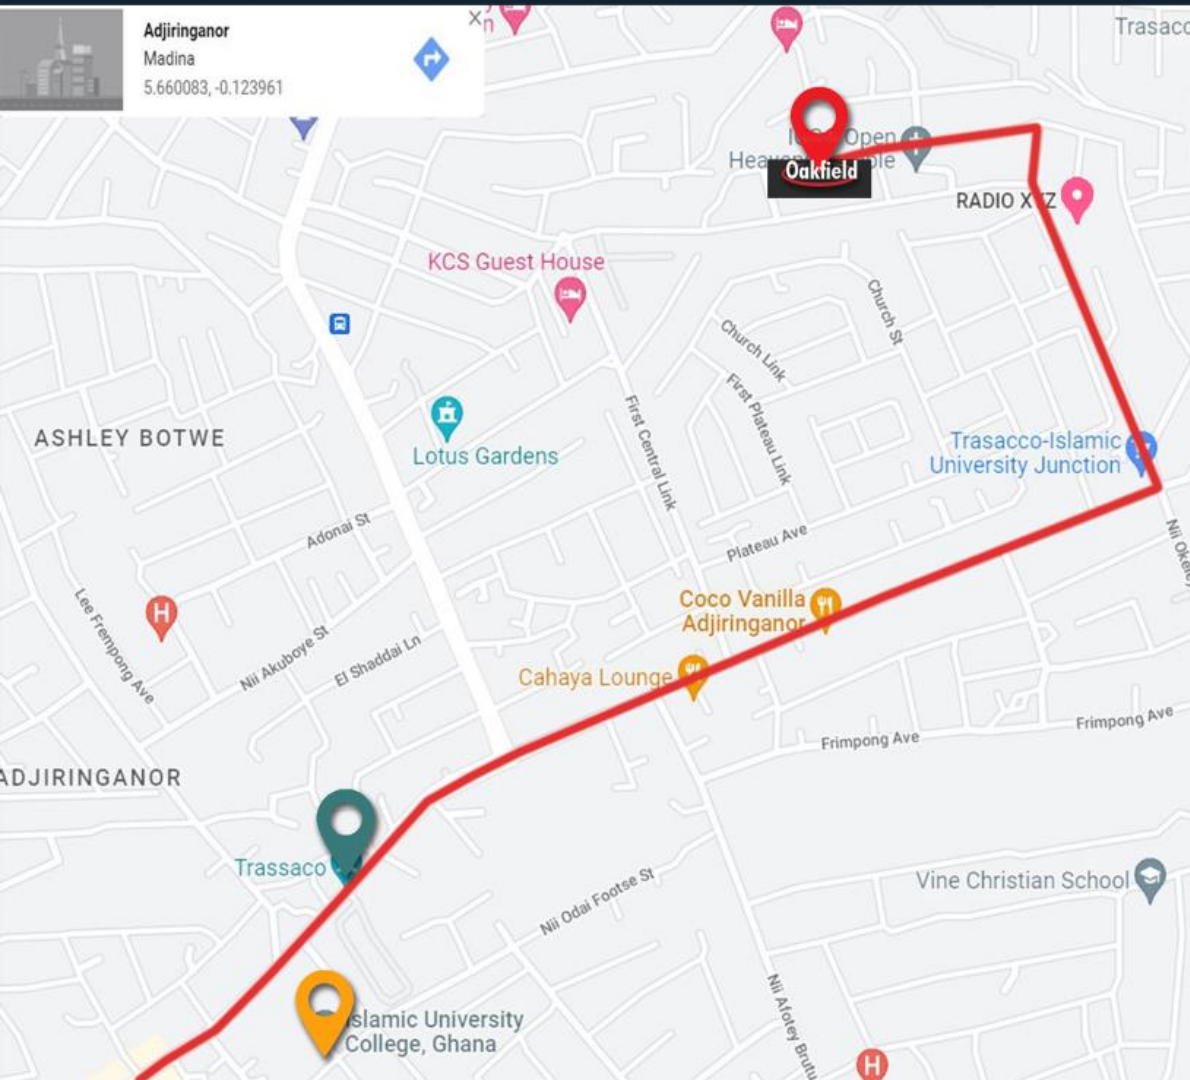 Adjiringanor
Madina
5.660083, -0.123961
Trasacc
Open
Oakfield
RADIO X Z
KCS Guest House
Church St
Church Link
First Plateau Link
First Central Link
ASHLEY BOTWE
Lotus Gardens
Trasacco-Islamic
University Junction
Adonai St
Plateau Ave
Nii Okele
Lee Frempong Ave
H
Nii Akuboye St
El Shaddai Ln
Coco Vanilla
Adjiringanor
Cahaya Lounge
Frimpong Ave
Frimpong Ave
ADJIRINGANOR
Trassaco
Vine Christian School
Nii Odai Footse St
Nii Afotey Brutu
Islamic University
College, Ghana
H